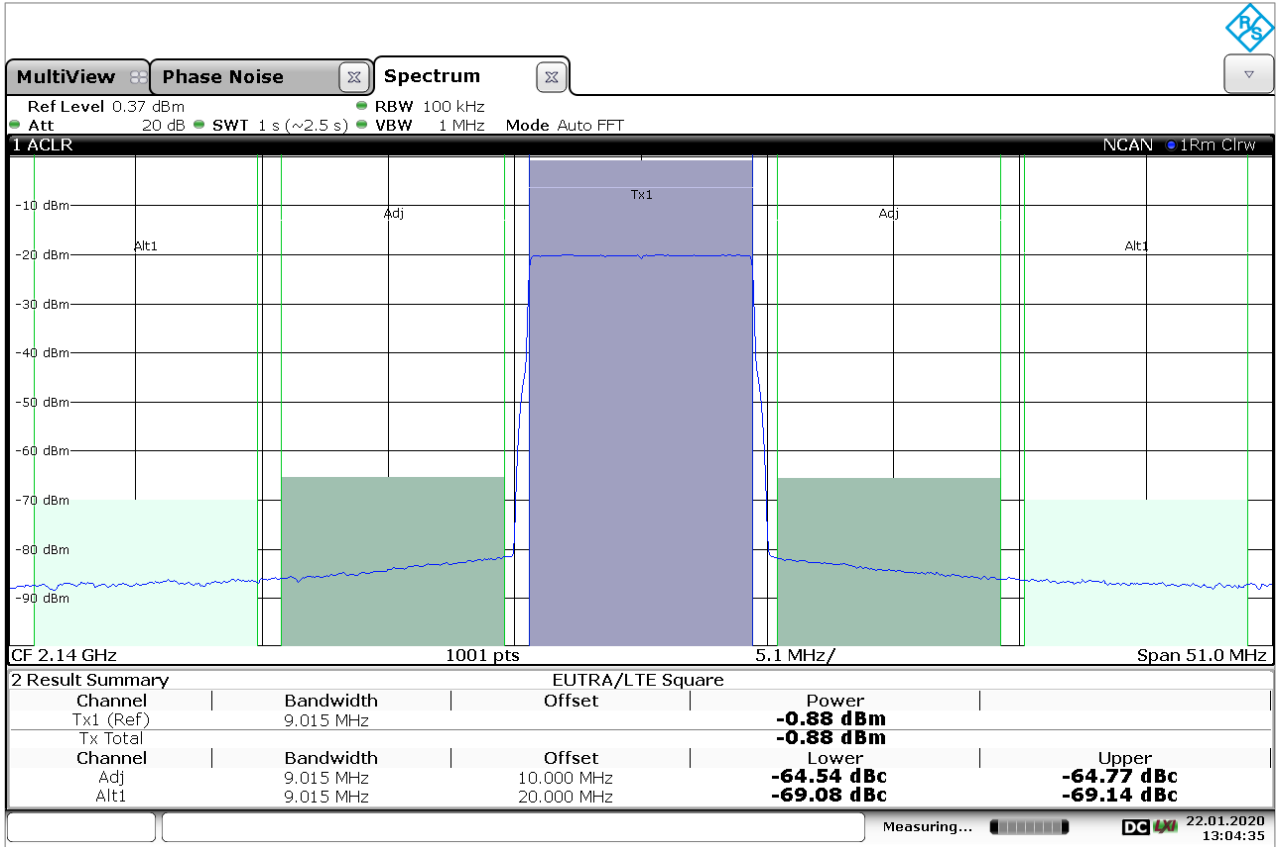 R S
MultiView Phase Noise Spectrum
Ref Level 0.37 dBm RBW 100 kHz
Att 20 dB SWT 1 s (~2.5 s) VBW 1 MHz Mode Auto FFT
1 ACLR NCAN 1Rm Clrw
Tx1
-10 dBm
Adj Adj
Alt1 Alt1
-20 dBm
-30 dBm
-40 dBm
-50 dBm
-60 dBm
-70 dBm
-80 dBm
-90 dBm
CF 2.14 GHz 1001 pts 5.1 MHz/ Span 51.0 MHz
2 Result Summary EUTRA/LTE Square
Channel Bandwidth Offset Power
Tx1 (Ref) 9.015 MHz -0.88 dBm
Tx Total -0.88 dBm
Channel Bandwidth Offset Lower Upper
Adj 9.015 MHz 10.000 MHz -64.54 dBc -64.77 dBc
Alt1 9.015 MHz 20.000 MHz -69.08 dBc -69.14 dBc
Measuring... DC LXI 22.01.2020
13:04:35